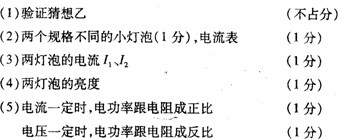 (1)验证猜想乙 (不占分)
(2)两个规格不同的小灯泡(1分),电流表 (1分)
(3)两灯泡的电流I₁、I₂ (1分)
(4)两灯泡的亮度 (1分)
(5)电流一定时,电功率跟电阻成正比 (1分)
电压一定时,电功率跟电阻成反比 (1分)